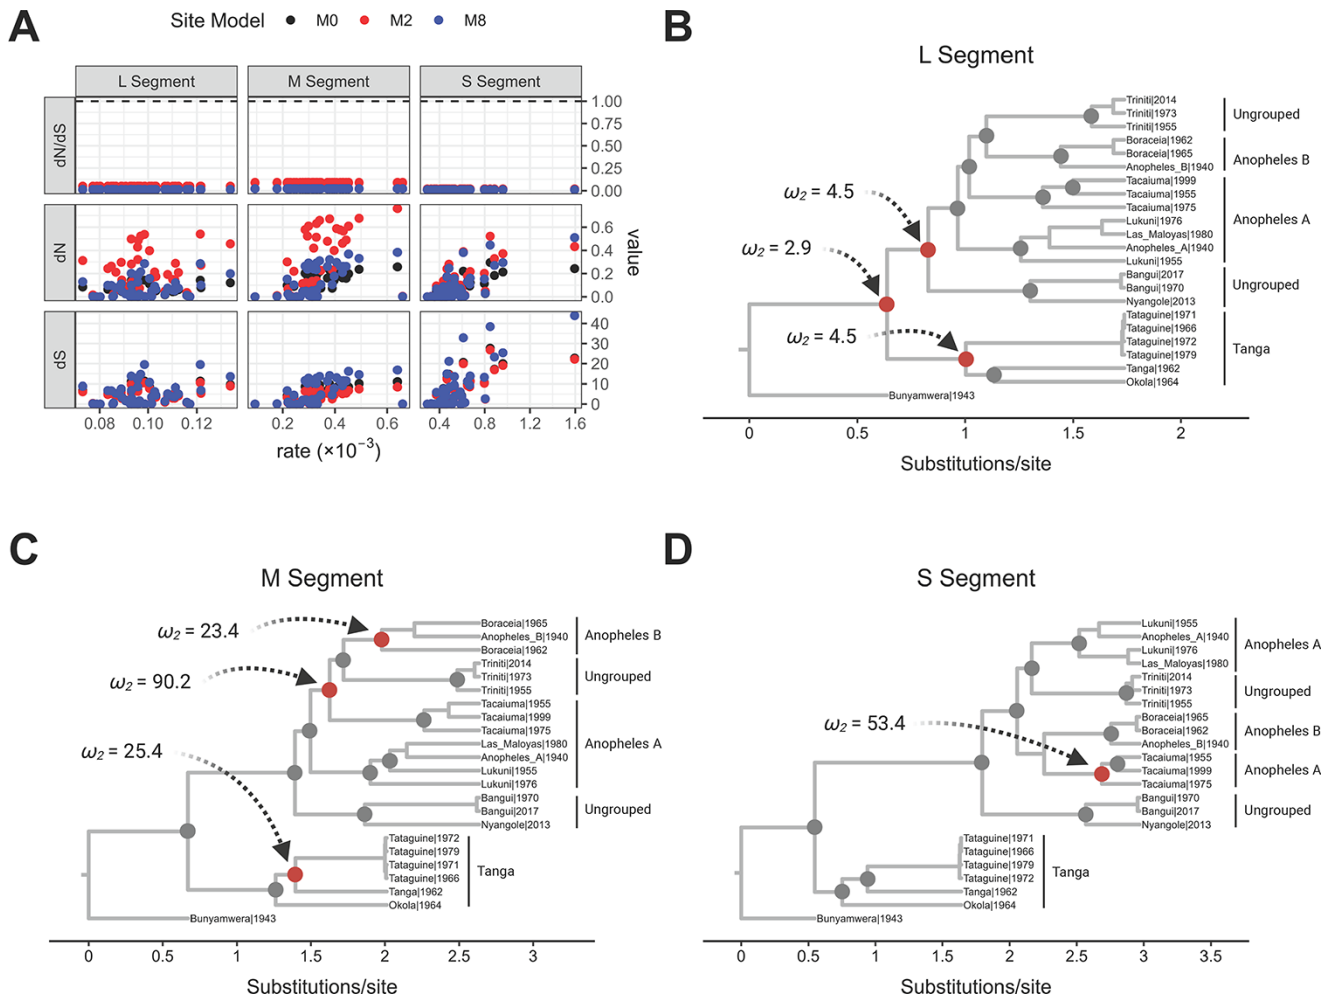 A
Site Model M0 M2 M8
L Segment M Segment S Segment
dN/dS
1.00
0.75
0.50
0.25
0.00
dN
0.6
0.4
0.2
0.0
value
dS
40
30
20
10
0
0.08 0.10 0.12 0.2 0.4 0.6 0.4 0.8 1.2 1.6
rate (×10⁻³)
B
L Segment
Triniti|2014
Triniti|1973
Triniti|1955
Ungrouped
Boraceia|1962
Boraceia|1965
Anopheles_B|1940
Anopheles B
Tacaiuma|1999
Tacaiuma|1955
Tacaiuma|1975
Lukuni|1976
Las_Maloyas|1980
Anopheles_A|1940
Lukuni|1955
Anopheles A
Bangui|2017
Bangui|1970
Nyangole|2013
Ungrouped
Tataguine|1971
Tataguine|1966
Tataguine|1972
Tataguine|1979
Tanga|1962
Okola|1964
Tanga
Bunyamwera|1943
ω₂ = 4.5
ω₂ = 2.9
ω₂ = 4.5
0 0.5 1 1.5 2
Substitutions/site
C
M Segment
Boraceia|1965
Anopheles_B|1940
Boraceia|1962
Anopheles B
Triniti|2014
Triniti|1973
Triniti|1955
Ungrouped
Tacaiuma|1955
Tacaiuma|1999
Tacaiuma|1975
Las_Maloyas|1980
Anopheles_A|1940
Lukuni|1955
Lukuni|1976
Anopheles A
Bangui|1970
Bangui|2017
Nyangole|2013
Ungrouped
Tataguine|1972
Tataguine|1979
Tataguine|1971
Tataguine|1966
Tanga|1962
Okola|1964
Tanga
Bunyamwera|1943
ω₂ = 23.4
ω₂ = 90.2
ω₂ = 25.4
0 0.5 1 1.5 2 2.5 3
Substitutions/site
D
S Segment
Lukuni|1955
Anopheles_A|1940
Lukuni|1976
Las_Maloyas|1980
Anopheles A
Triniti|2014
Triniti|1973
Triniti|1955
Ungrouped
Boraceia|1965
Boraceia|1962
Anopheles_B|1940
Anopheles B
Tacaiuma|1955
Tacaiuma|1999
Tacaiuma|1975
Anopheles A
Bangui|1970
Bangui|2017
Nyangole|2013
Ungrouped
Tataguine|1971
Tataguine|1966
Tataguine|1979
Tataguine|1972
Tanga|1962
Okola|1964
Tanga
Bunyamwera|1943
ω₂ = 53.4
0 0.5 1 1.5 2 2.5 3 3.5
Substitutions/site